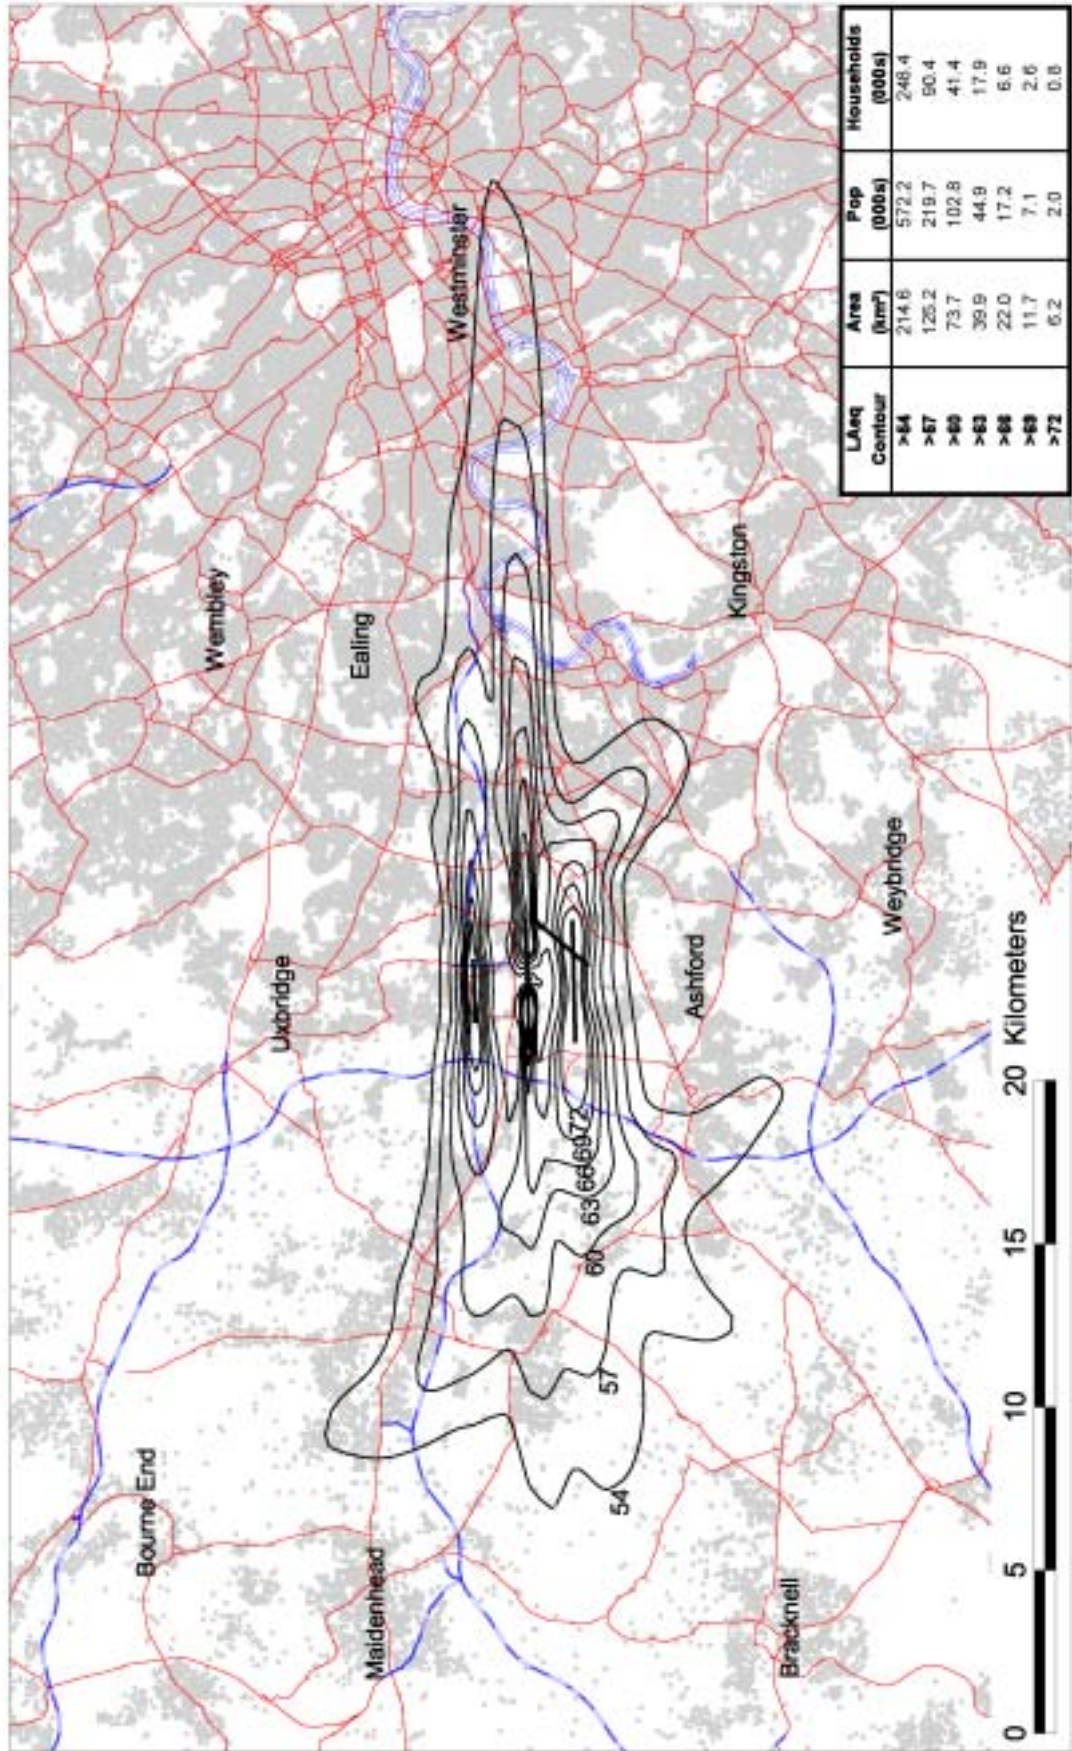 Bourne End
Maidenhead
Bracknell
Uxbridge
Wembley
Ealing
Westminster
Kingston
Ashford
Weybridge
54
57
60
63
66
69
72
0 5 10 15 20 Kilometers
LAeq Contour Area (km²) Pop (000s) Households (000s)
>54 214.6 572.2 248.4
>57 125.2 219.7 90.4
>60 73.7 102.8 41.4
>63 39.9 44.9 17.9
>66 22.0 17.2 6.6
>69 11.7 7.1 2.6
>72 6.2 2.0 0.8